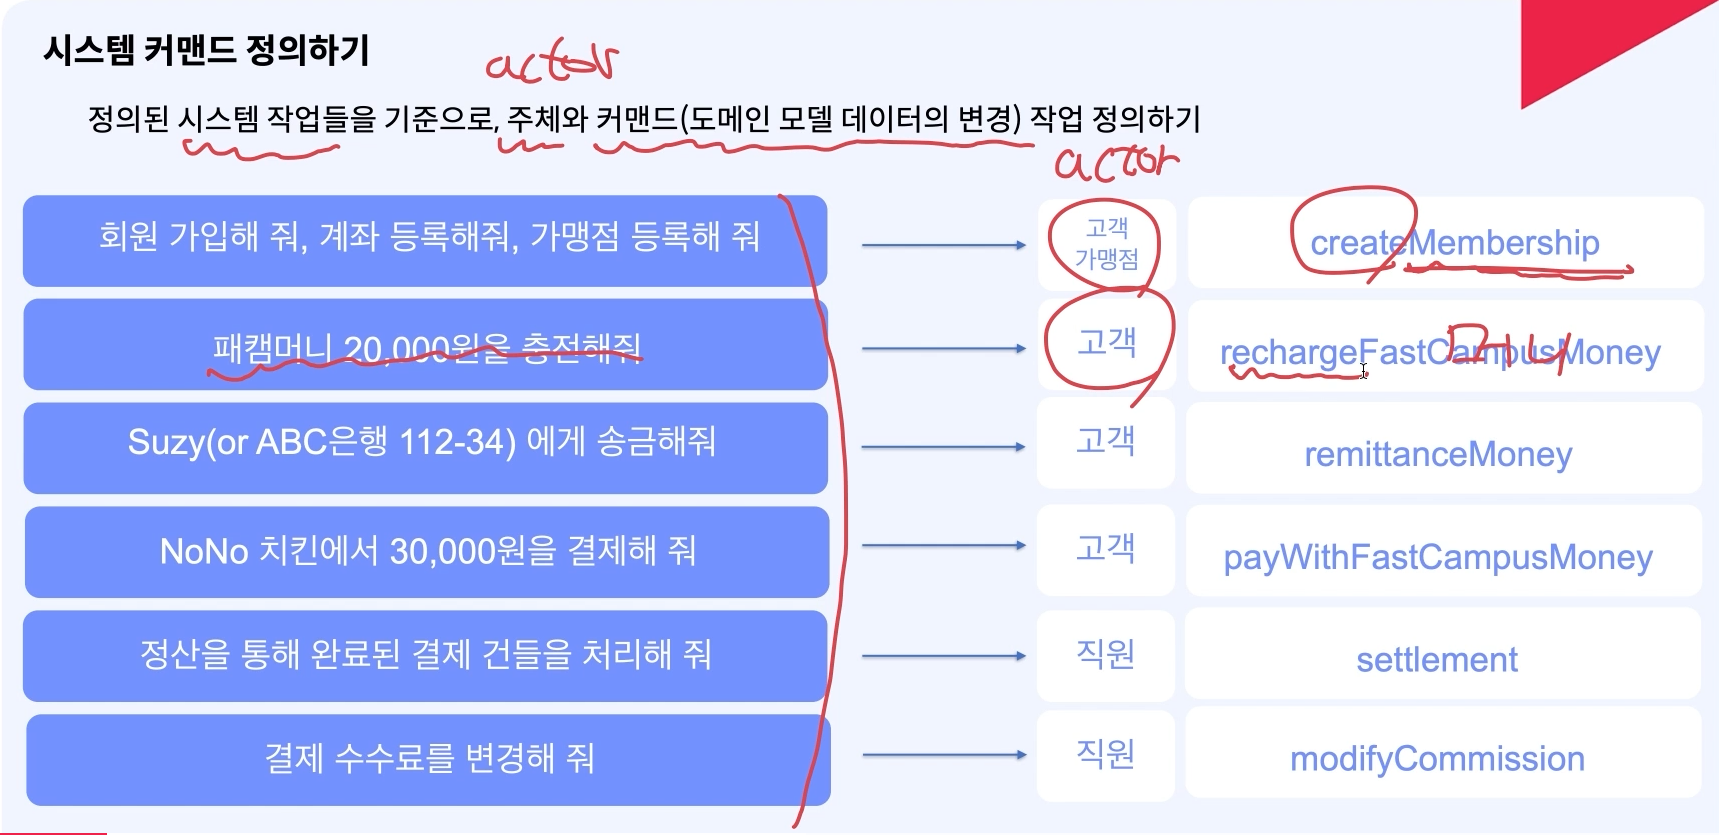 시스템 커맨드 정의하기
actor
정의된 시스템 작업들을 기준으로, 주체와 커맨드(도메인 모델 데이터의 변경) 작업 정의하기
actor
회원 가입해 줘, 계좌 등록해줘, 가맹점 등록해 줘
고객
가맹점
createMembership
패캠머니 20,000원을 충전해줘
고객
rechargeFastCampusMoney
머니
Suzy(or ABC은행 112-34) 에게 송금해줘
고객
remittanceMoney
NoNo 치킨에서 30,000원을 결제해 줘
고객
payWithFastCampusMoney
정산을 통해 완료된 결제 건들을 처리해 줘
직원
settlement
결제 수수료를 변경해 줘
직원
modifyCommission